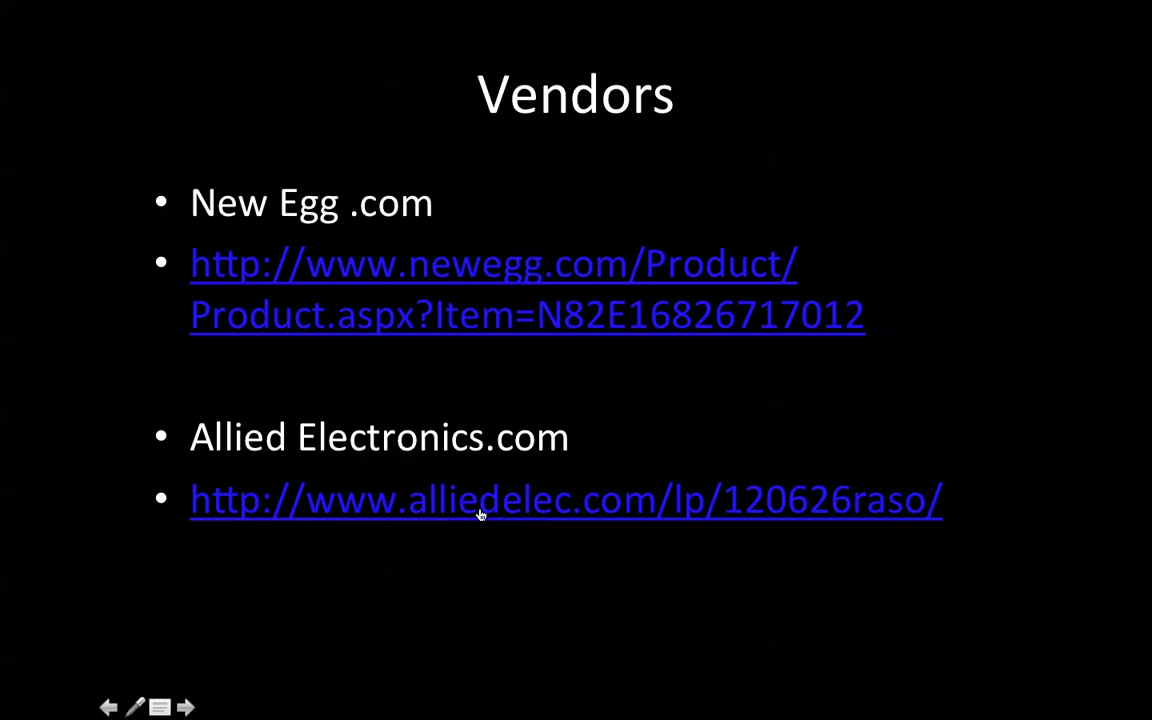 Vendors
• New Egg .com
• http://www.newegg.com/Product/
Product.aspx?Item=N82E16826717012
• Allied Electronics.com
• http://www.alliedelec.com/lp/120626raso/